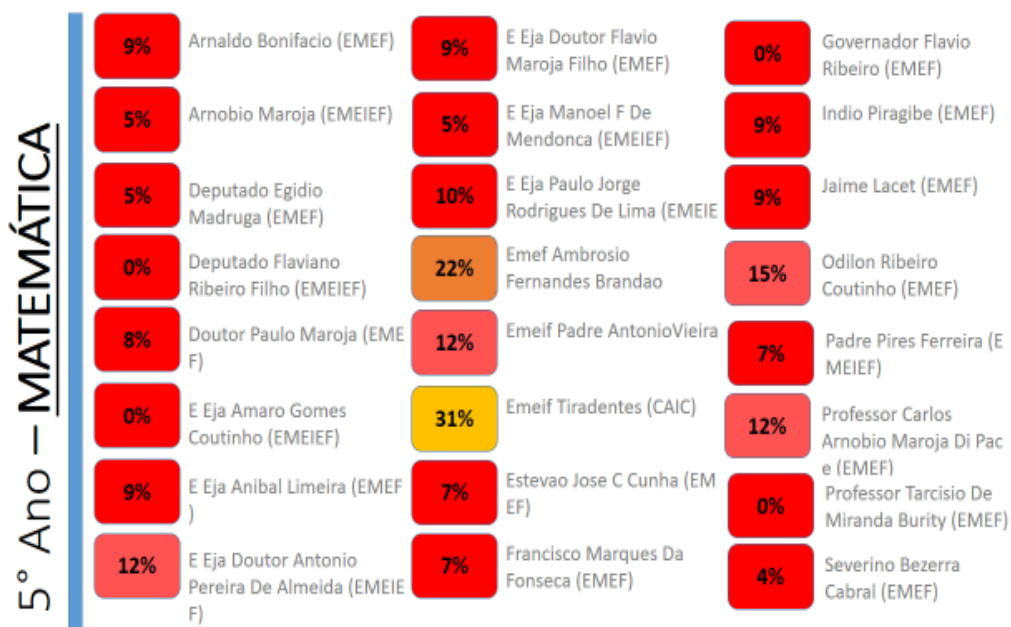 5° Ano – MATEMÁTICA
9%
Arnaldo Bonifacio (EMEF)
5%
Arnobio Maroja (EMEIEF)
5%
Deputado Egidio
Madruga (EMEF)
0%
Deputado Flaviano
Ribeiro Filho (EMEIEF)
8%
Doutor Paulo Maroja (EME
F)
0%
E Eja Amaro Gomes
Coutinho (EMEIEF)
9%
E Eja Anibal Limeira (EMEF
)
12%
E Eja Doutor Antonio
Pereira De Almeida (EMEIE
F)
9%
E Eja Doutor Flavio
Maroja Filho (EMEF)
5%
E Eja Manoel F De
Mendonca (EMEIEF)
10%
E Eja Paulo Jorge
Rodrigues De Lima (EMEIE
22%
Emef Ambrosio
Fernandes Brandao
12%
Emeif Padre AntonioVieira
31%
Emeif Tiradentes (CAIC)
7%
Estevao Jose C Cunha (EM
EF)
7%
Francisco Marques Da
Fonseca (EMEF)
0%
Governador Flavio
Ribeiro (EMEF)
9%
Indio Piragibe (EMEF)
9%
Jaime Lacet (EMEF)
15%
Odilon Ribeiro
Coutinho (EMEF)
7%
Padre Pires Ferreira (E
MEIEF)
12%
Professor Carlos
Arnobio Maroja Di Pac
e (EMEF)
0%
Professor Tarcisio De
Miranda Burity (EMEF)
4%
Severino Bezerra
Cabral (EMEF)